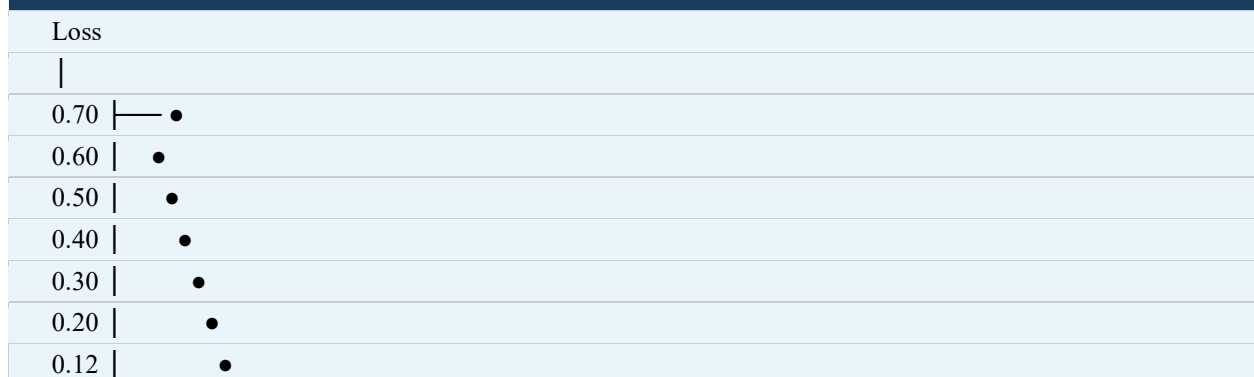 Loss
│
0.70 ├── ●
0.60 │ ●
0.50 │ ●
0.40 │ ●
0.30 │ ●
0.20 │ ●
0.12 │ ●